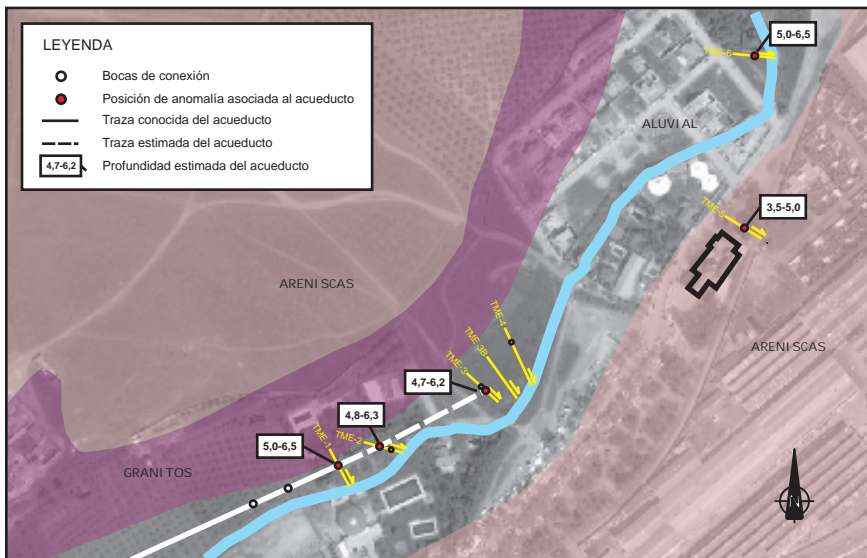 LEYENDA
Bocas de conexión
Posición de anomalía asociada al acueducto
Traza conocida del acueducto
Traza estimada del acueducto
4,7-6,2 Profundidad estimada del acueducto
5,0-6,5
TME-6
ALUVIAL
3,5-5,0
TME-5
ARENISCAS
ARENISCAS
TME-4
TME-3B
TME-3
4,7-6,2
4,8-6,3
TME-2
5,0-6,5
TME-1
GRANITOS
N